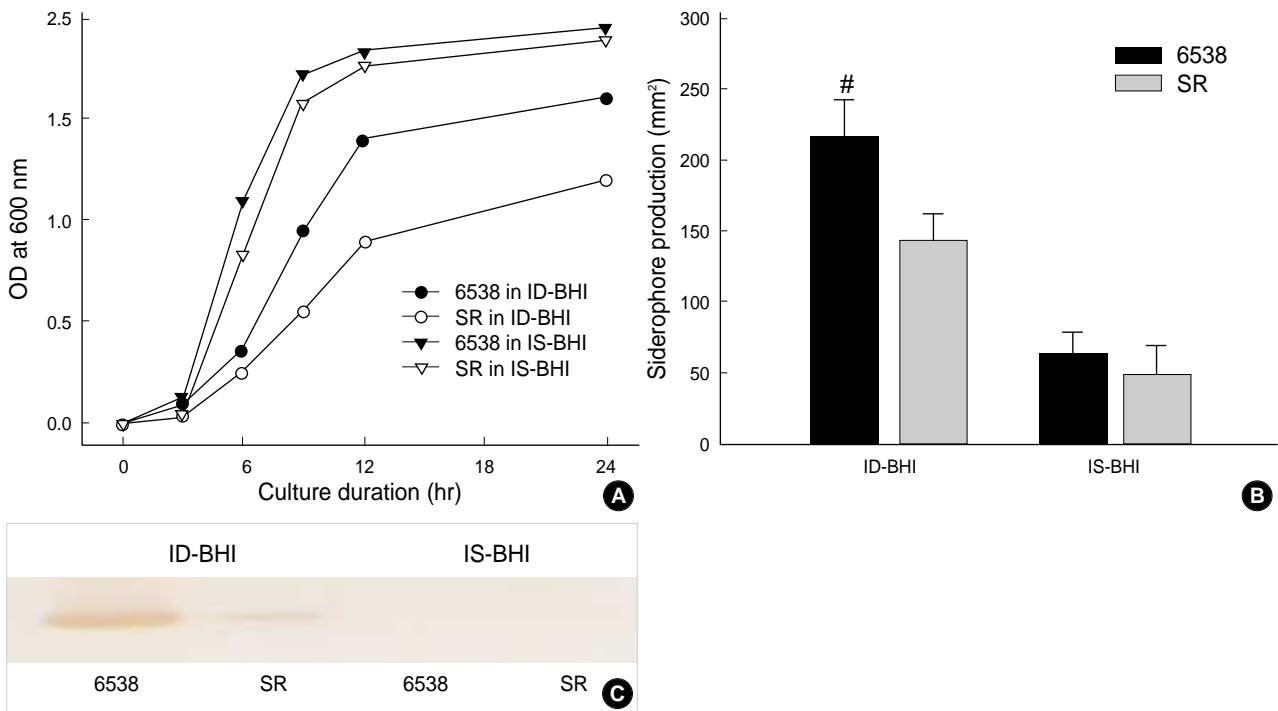 2.5
1.5
1.0
0.5
0.0
OD at 600 nm
0 6 12 18 24
Culture duration (hr)
6538 in ID-BHI
SR in ID-BHI
6538 in IS-BHI
SR in IS-BHI
A
300
250
200
150
100
50
0
Siderophore production (mm²)
#
6538
SR
ID-BHI IS-BHI
B
ID-BHI IS-BHI
6538 SR 6538 SR
C